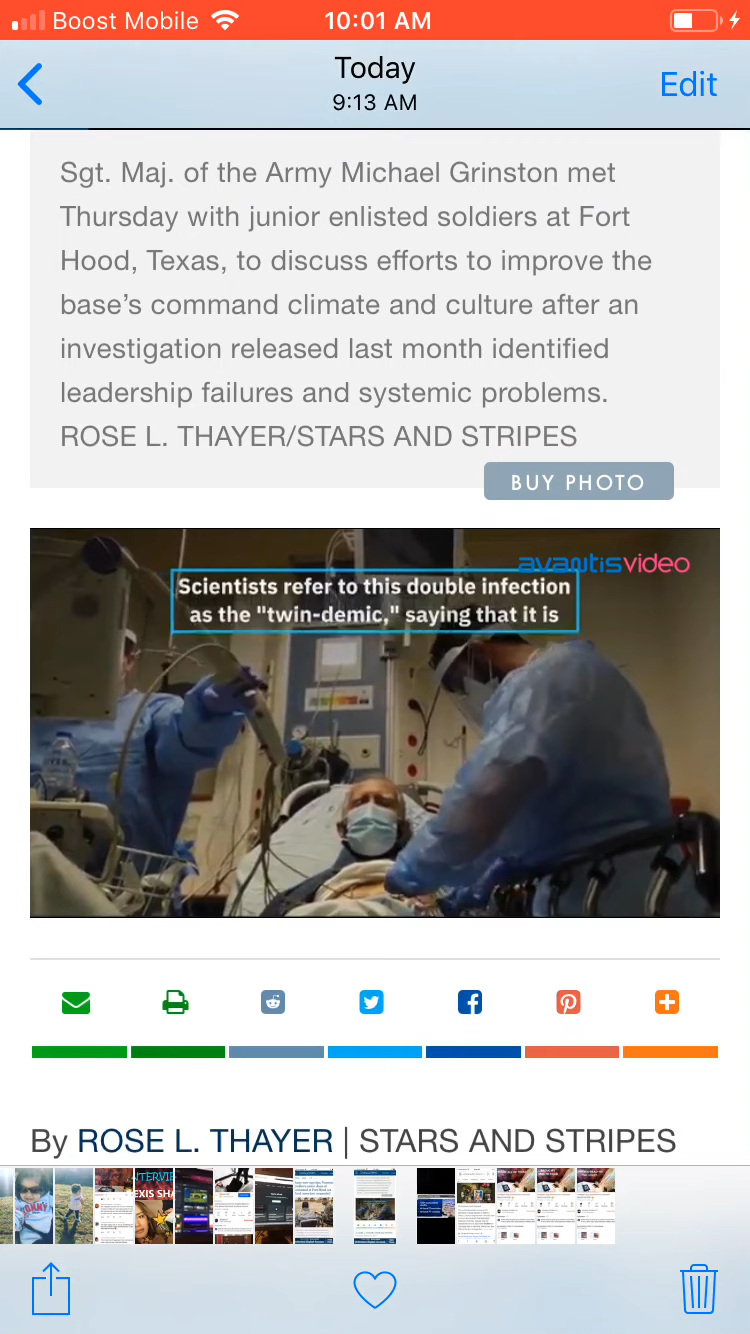 Boost Mobile 10:01 AM
Today
9:13 AM
Edit
Sgt. Maj. of the Army Michael Grinston met
Thursday with junior enlisted soldiers at Fort
Hood, Texas, to discuss efforts to improve the
base’s command climate and culture after an
investigation released last month identified
leadership failures and systemic problems.
ROSE L. THAYER/STARS AND STRIPES
BUY PHOTO
avantisvideo
Scientists refer to this double infection
as the "twin-demic," saying that it is
By ROSE L. THAYER | STARS AND STRIPES